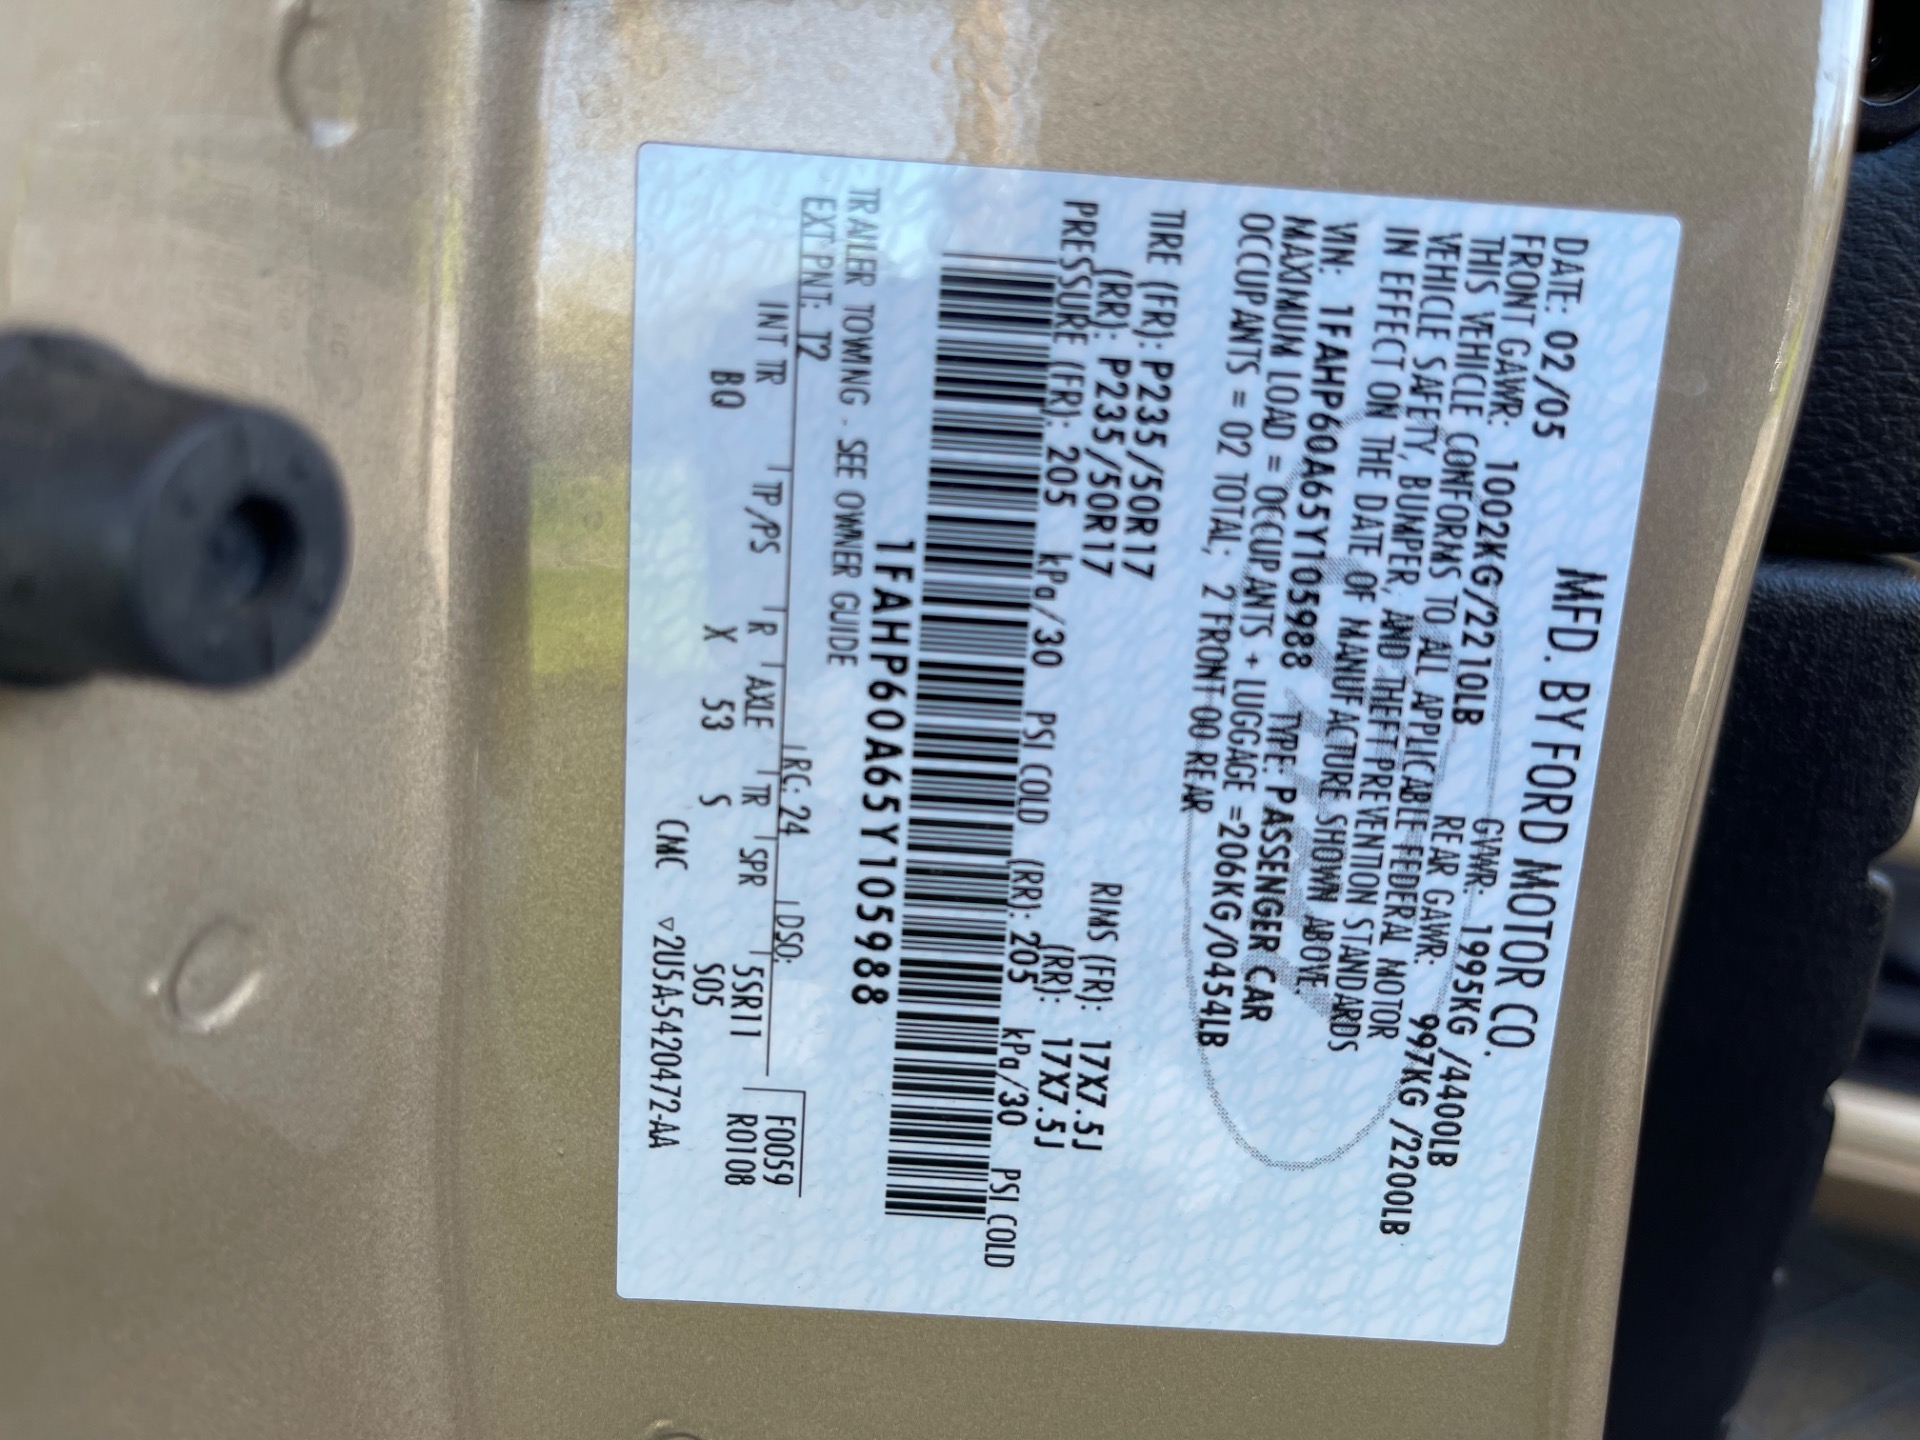 MFD. BY FORD MOTOR CO.
DATE: 02/05 GVWR: 1995KG /4400LB
FRONT GAWR: 1002KG/2210LB REAR GAWR: 997KG /2200LB
THIS VEHICLE CONFORMS TO ALL APPLICABLE FEDERAL MOTOR
VEHICLE SAFETY, BUMPER, AND THEFT PREVENTION STANDARDS
IN EFFECT ON THE DATE OF MANUFACTURE SHOWN ABOVE.
VIN: 1FAHP60A65Y105988 TYPE: PASSENGER CAR
MAXIMUM LOAD = OCCUPANTS + LUGGAGE =206KG/0454LB
OCCUPANTS = 02 TOTAL, 2 FRONT 00 REAR
TIRE (FR): P235/50R17 RIMS (FR): 17X7.5J
(RR): P235/50R17 (RR): 17X7.5J
PRESSURE (FR): 205 kPa/30 PSI COLD (RR): 205 kPa/30 PSI COLD
1FAHP60A65Y105988
TRAILER TOWING - SEE OWNER GUIDE
EXT PNT: T2 RC: 24 DSO: F0059
INT TR TP/PS R AXLE TR SPR 5SR11 R0108
BQ X 53 S S05
CMC ▽2U5A-5420472-AA